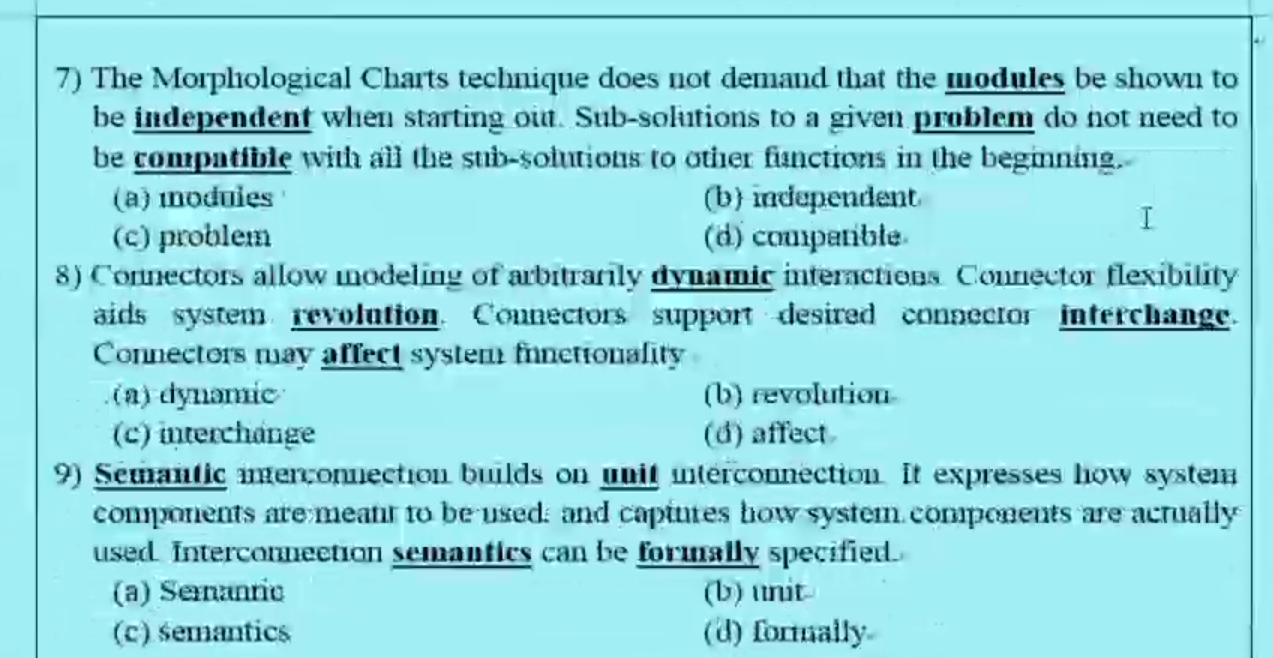 7) The Morphological Charts technique does not demand that the modules be shown to
be independent when starting out. Sub-solutions to a given problem do not need to
be compatible with all the sub-solutions to other functions in the beginning.
(a) modules (b) independent
(c) problem (d) compatible
8) Connectors allow modeling of arbitrarily dynamic interactions. Connector flexibility
aids system revolution. Connectors support desired connector interchange.
Connectors may affect system functionality
(a) dynamic (b) revolution
(c) interchange (d) affect
9) Semantic interconnection builds on unit interconnection. It expresses how system
components are meant to be used; and captures how system components are actually
used. Interconnection semantics can be formally specified.
(a) Semantic (b) unit
(c) semantics (d) formally